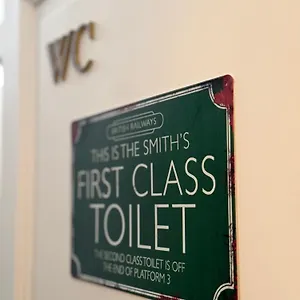 WC
BRITISH RAILWAYS
THIS IS THE SMITH'S
FIRST CLASS
TOILET
THE SECOND CLASS TOILET IS OFF
THE END OF PLATFORM 3